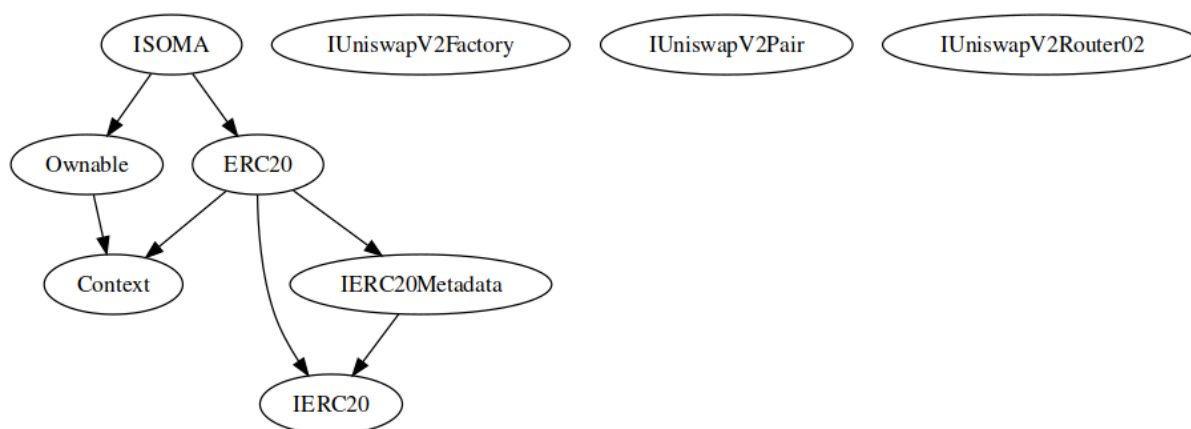 ISOMA
IUniswapV2Factory
IUniswapV2Pair
IUniswapV2Router02
Ownable
ERC20
Context
IERC20Metadata
IERC20